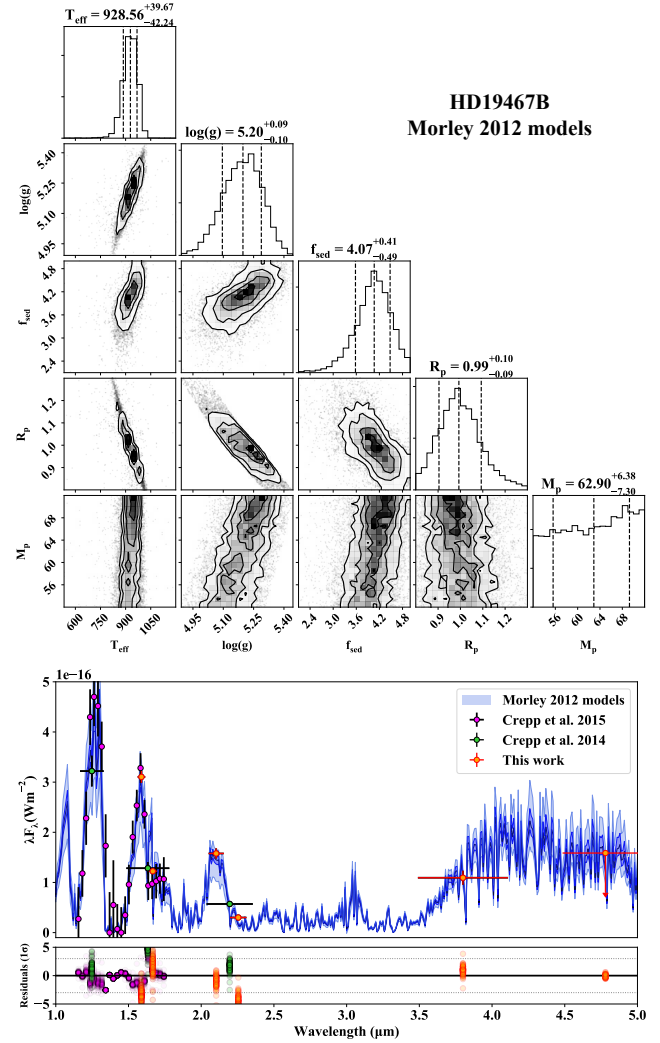 T_eff = 928.56 +39.67 −42.24
HD19467B
Morley 2012 models
log(g) = 5.20 +0.09 −0.10
5.40
5.25
5.10
4.95
log(g)
f_sed = 4.07 +0.41 −0.49
4.8
4.2
3.6
3.0
2.4
f_sed
R_p = 0.99 +0.10 −0.09
1.2
1.1
1.0
0.9
R_p
M_p = 62.90 +6.38 −7.30
68
64
60
56
M_p
600 750 900 1050 4.95 5.10 5.25 5.40 2.4 3.0 3.6 4.2 4.8 0.9 1.0 1.1 1.2 56 60 64 68
T_eff log(g) f_sed R_p M_p
1e−16
5
4
3
2
1
0
λF_λ(Wm⁻²)
Morley 2012 models
Crepp et al. 2015
Crepp et al. 2014
This work
5
0
−5
Residuals (1σ)
1.0 1.5 2.0 2.5 3.0 3.5 4.0 4.5 5.0
Wavelength (μm)